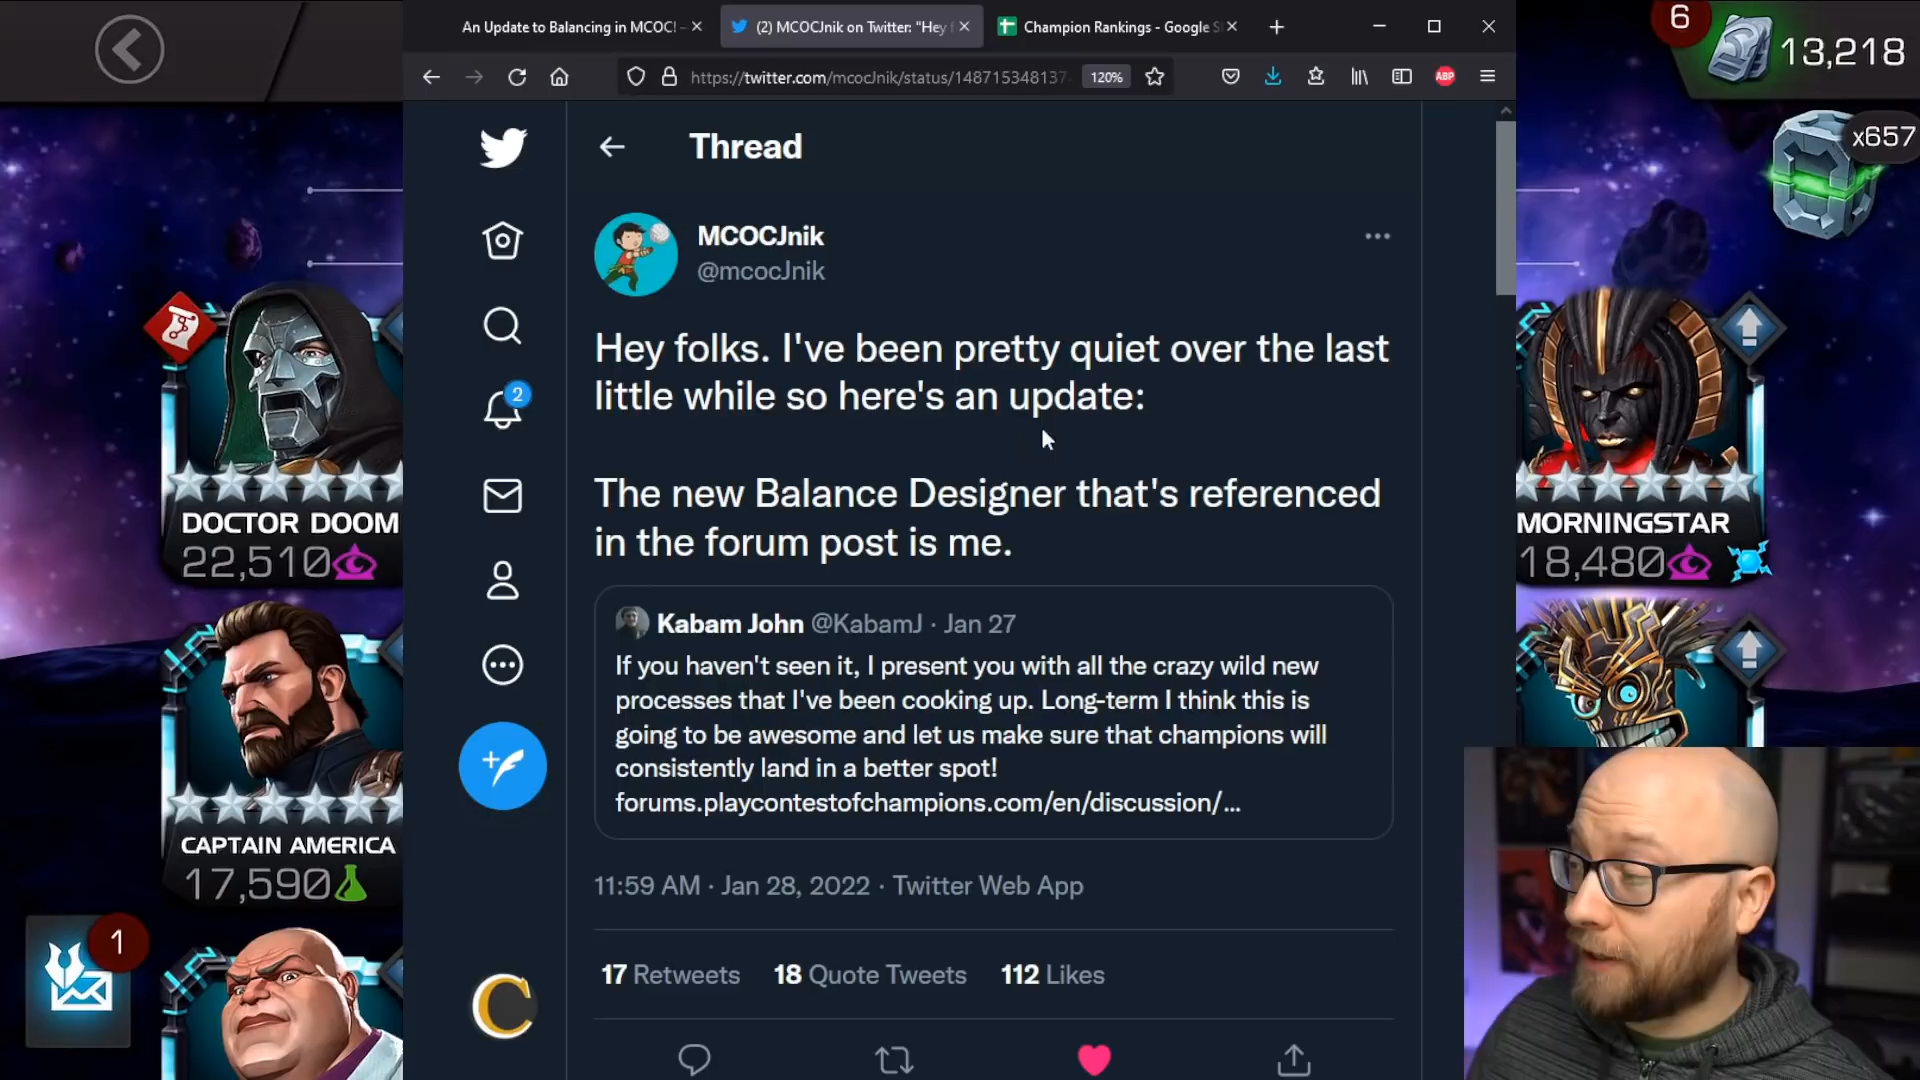 An Update to Balancing in MCOC! -
(2) MCOCJnik on Twitter: "Hey f
Champion Rankings - Google S
https://twitter.com/mcocJnik/status/148715348137
120%
ABP
6
13,218
x657
Thread
MCOCJnik
@mcocJnik
Hey folks. I've been pretty quiet over the last
little while so here's an update:
The new Balance Designer that's referenced
in the forum post is me.
Kabam John @KabamJ · Jan 27
If you haven't seen it, I present you with all the crazy wild new
processes that I've been cooking up. Long-term I think this is
going to be awesome and let us make sure that champions will
consistently land in a better spot!
forums.playcontestofchampions.com/en/discussion/...
11:59 AM · Jan 28, 2022 · Twitter Web App
17 Retweets 18 Quote Tweets 112 Likes
2
C
DOCTOR DOOM
22,510
CAPTAIN AMERICA
17,590
1
MORNINGSTAR
18,480